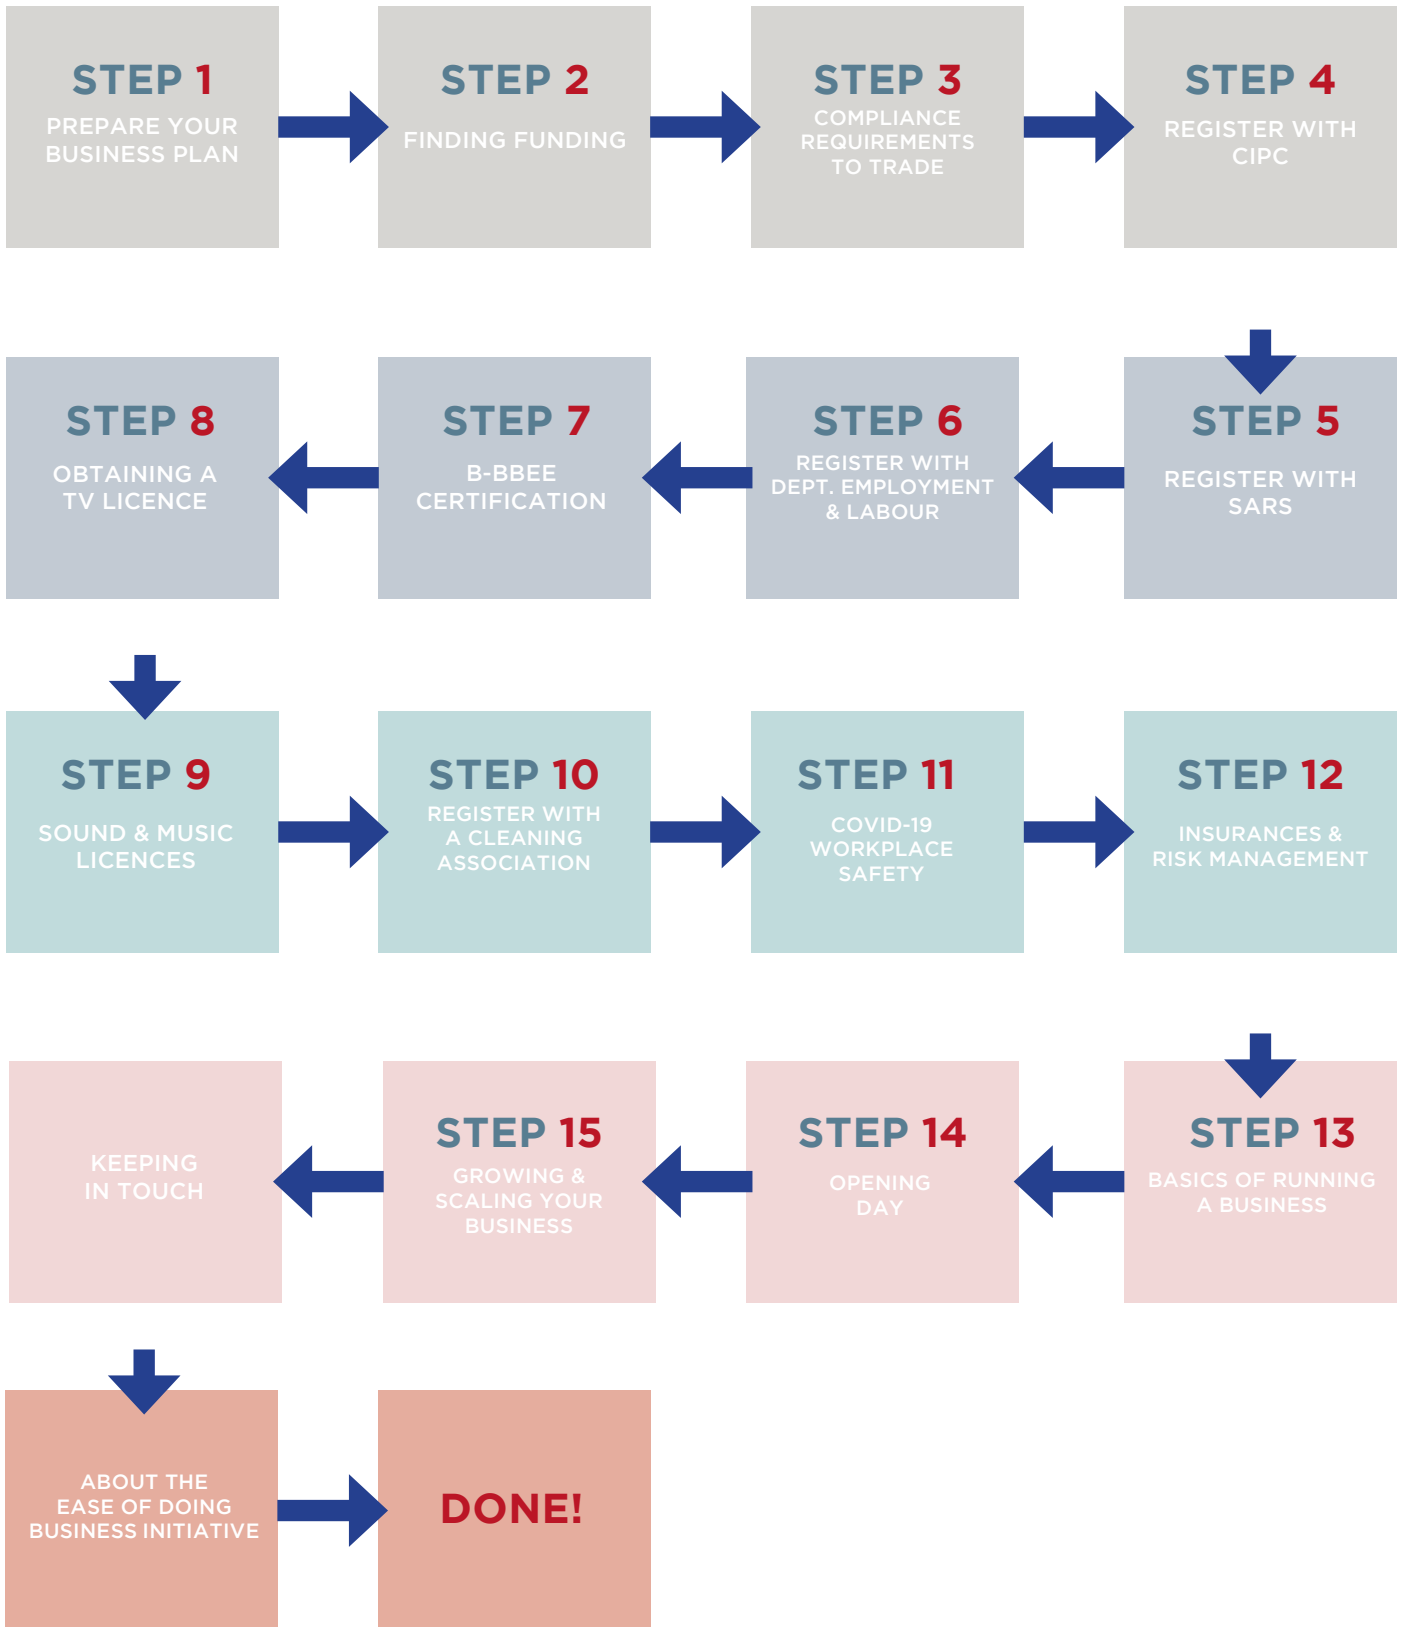 STEP 1
PREPARE YOUR
BUSINESS PLAN
STEP 2
FINDING FUNDING
STEP 3
COMPLIANCE
REQUIREMENTS
TO TRADE
STEP 4
REGISTER WITH
CIPC
STEP 5
REGISTER WITH
SARS
STEP 6
REGISTER WITH
DEPT. EMPLOYMENT
& LABOUR
STEP 7
B-BBEE
CERTIFICATION
STEP 8
OBTAINING A
TV LICENCE
STEP 9
SOUND & MUSIC
LICENCES
STEP 10
REGISTER WITH
A CLEANING
ASSOCIATION
STEP 11
COVID-19
WORKPLACE
SAFETY
STEP 12
INSURANCES &
RISK MANAGEMENT
STEP 13
BASICS OF RUNNING
A BUSINESS
STEP 14
OPENING
DAY
STEP 15
GROWING &
SCALING YOUR
BUSINESS
KEEPING
IN TOUCH
ABOUT THE
EASE OF DOING
BUSINESS INITIATIVE
DONE!